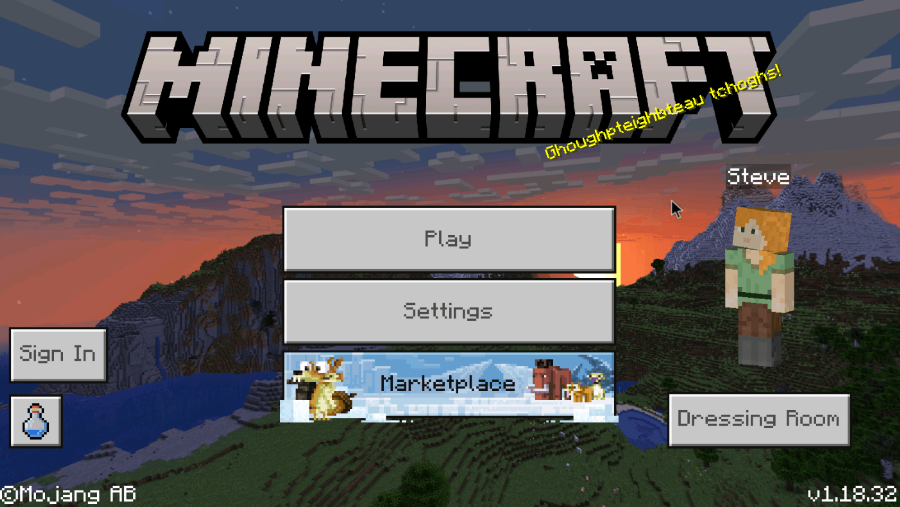 MINECRAFT
Ghoughpteighbteau tchoghs!
Steve
Play
Settings
Sign In
Marketplace
Dressing Room
©Mojang AB
v1.18.32